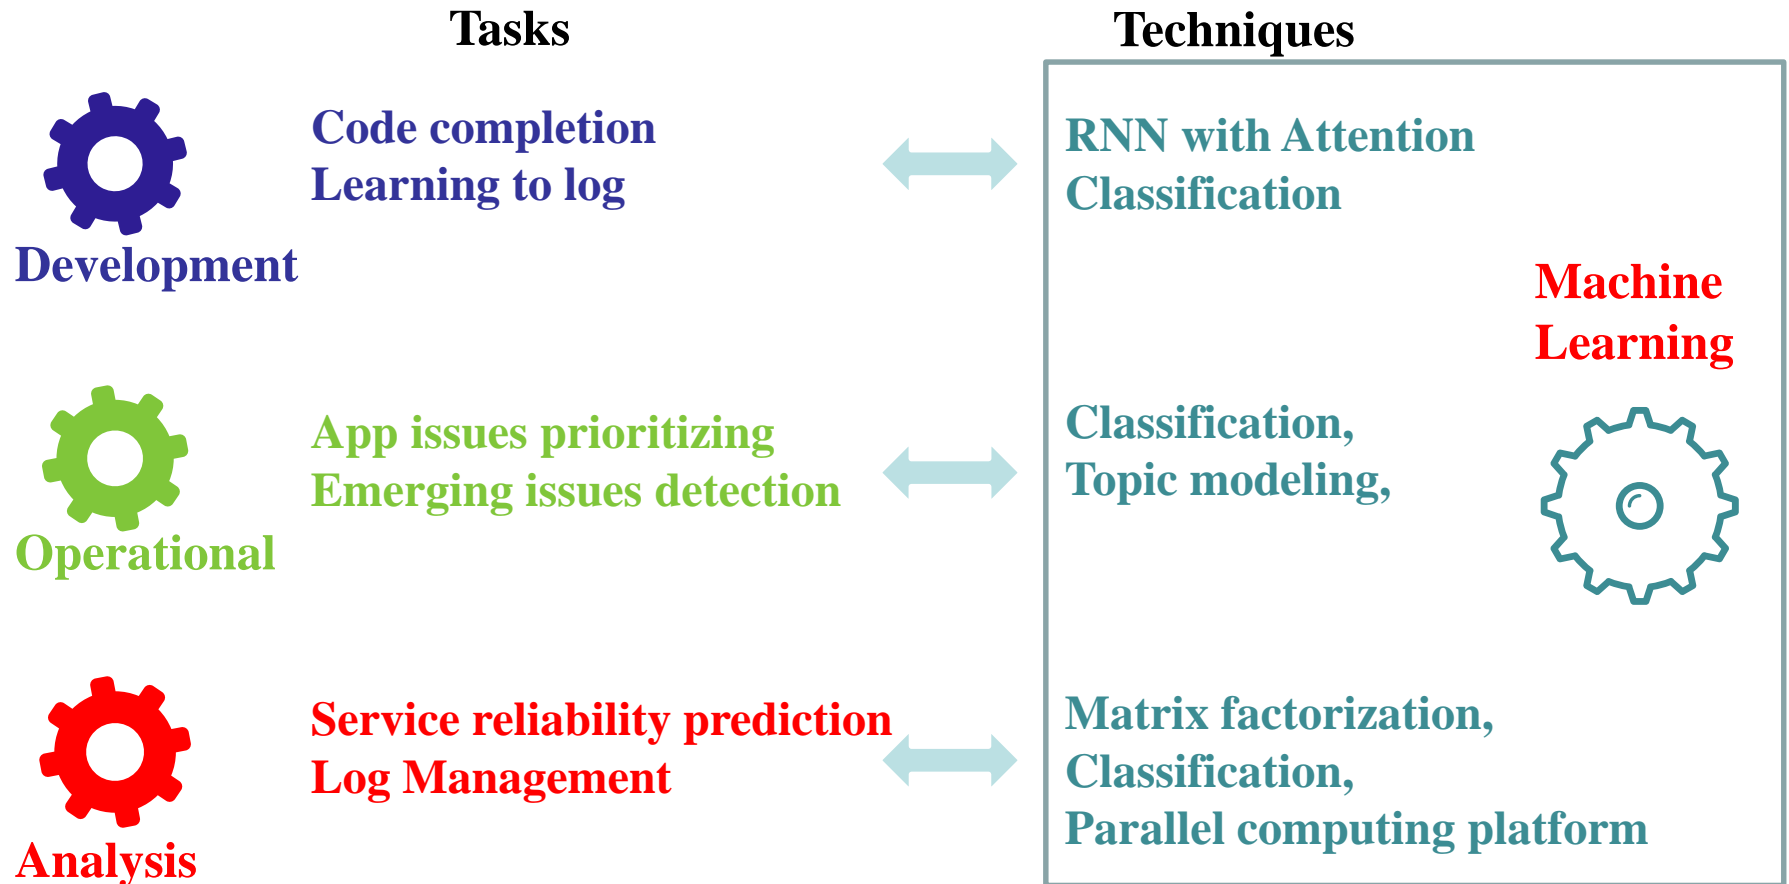 Tasks
Techniques
Code completion
Learning to log
RNN with Attention
Classification
Development
Machine
Learning
App issues prioritizing
Emerging issues detection
Classification,
Topic modeling,
Operational
Service reliability prediction
Log Management
Matrix factorization,
Classification,
Parallel computing platform
Analysis